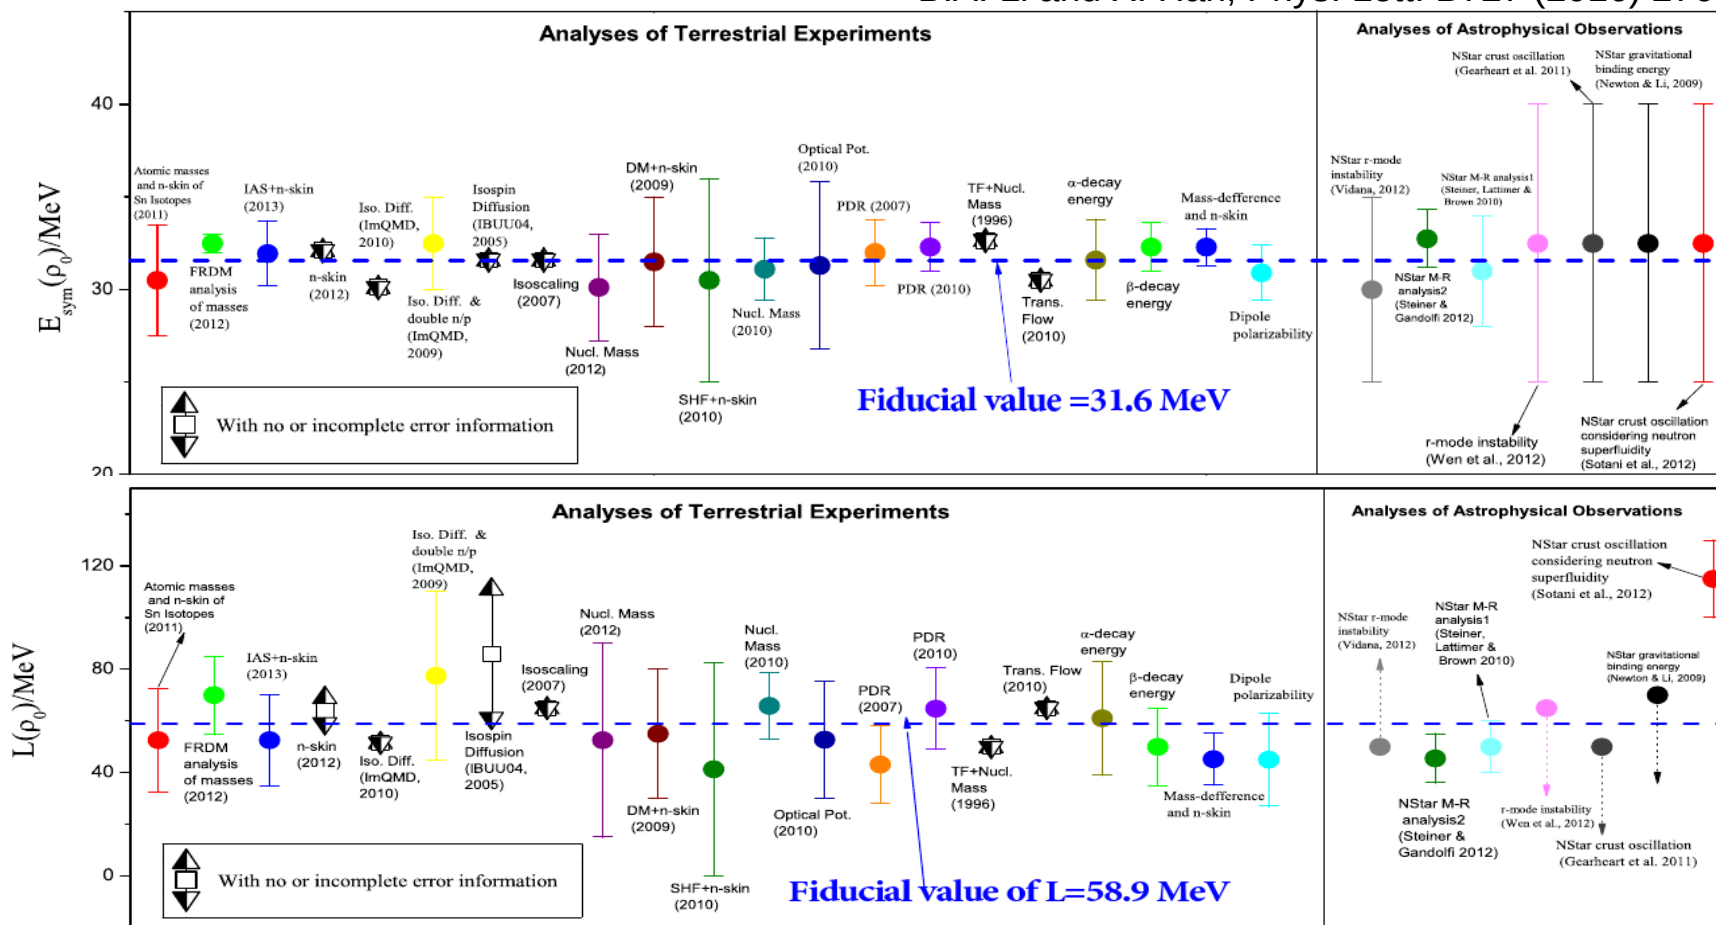 Analyses of Terrestrial Experiments
Analyses of Astrophysical Observations
Esym(ρ0)/MeV
40
30
20
Atomic masses
and n-skin of
Sn Isotopes
(2011)
FRDM
analysis
of masses
(2012)
IAS+n-skin
(2013)
n-skin
(2012)
Iso. Diff.
(ImQMD,
2010)
Iso. Diff. &
double n/p
(ImQMD,
2009)
Isospin
Diffusion
(IBUU04,
2005)
Isoscaling
(2007)
Nucl. Mass
(2012)
DM+n-skin
(2009)
SHF+n-skin
(2010)
Nucl. Mass
(2010)
Optical Pot.
(2010)
PDR (2007)
PDR (2010)
TF+Nucl.
Mass
(1996)
Trans.
Flow
(2010)
α-decay
energy
β-decay
energy
Mass-defference
and n-skin
Dipole
polarizability
Fiducial value =31.6 MeV
With no or incomplete error information
NStar r-mode
instability
(Vidana, 2012)
NStar M-R
analysis2
(Steiner &
Gandolfi 2012)
NStar M-R analysis1
(Steiner, Lattimer &
Brown 2010)
NStar crust oscillation
(Gearheart et al. 2011)
NStar gravitational
binding energy
(Newton & Li, 2009)
r-mode instability
(Wen et al., 2012)
NStar crust oscillation
considering neutron
superfluidity
(Sotani et al., 2012)
Analyses of Terrestrial Experiments
Analyses of Astrophysical Observations
L(ρ0)/MeV
120
80
40
0
Atomic masses
and n-skin of
Sn Isotopes
(2011)
FRDM
analysis
of masses
(2012)
IAS+n-skin
(2013)
n-skin
(2012)
Iso. Diff.
(ImQMD,
2010)
Iso. Diff. &
double n/p
(ImQMD,
2009)
Isospin
Diffusion
(IBUU04,
2005)
Isoscaling
(2007)
Nucl. Mass
(2012)
DM+n-skin
(2009)
SHF+n-skin
(2010)
Nucl.
Mass
(2010)
Optical Pot.
(2010)
PDR
(2007)
PDR
(2010)
TF+Nucl.
Mass
(1996)
Trans. Flow
(2010)
α-decay
energy
β-decay
energy
Mass-defference
and n-skin
Dipole
polarizability
Fiducial value of L=58.9 MeV
With no or incomplete error information
NStar r-mode
instability
(Vidana, 2012)
NStar M-R
analysis2
(Steiner &
Gandolfi 2012)
NStar M-R
analysis1
(Steiner,
Lattimer &
Brown 2010)
r-mode instability
(Wen et al., 2012)
NStar crust oscillation
(Gearheart et al. 2011)
NStar gravitational
binding energy
(Newton & Li, 2009)
NStar crust oscillation
considering neutron
superfluidity
(Sotani et al., 2012)